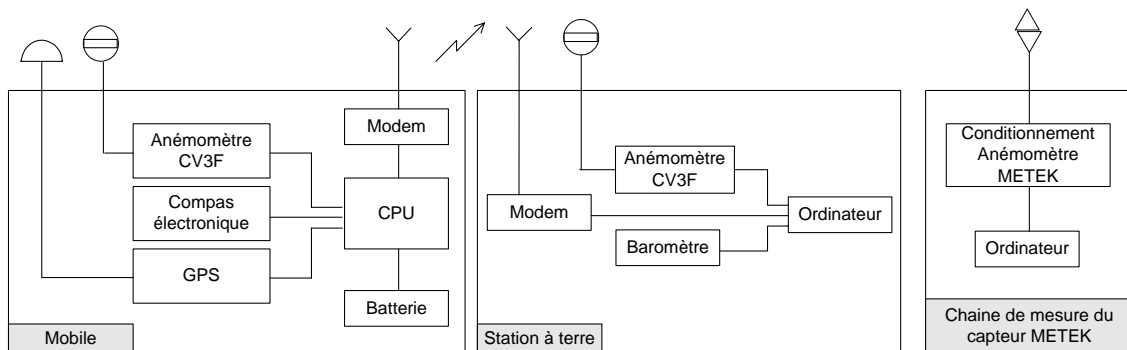 Modem
Anémomètre
CV3F
Compas
électronique
CPU
GPS
Batterie
Mobile
Anémomètre
CV3F
Modem
Ordinateur
Baromètre
Station à terre
Conditionnement
Anémomètre
METEK
Ordinateur
Chaine de mesure du
capteur METEK